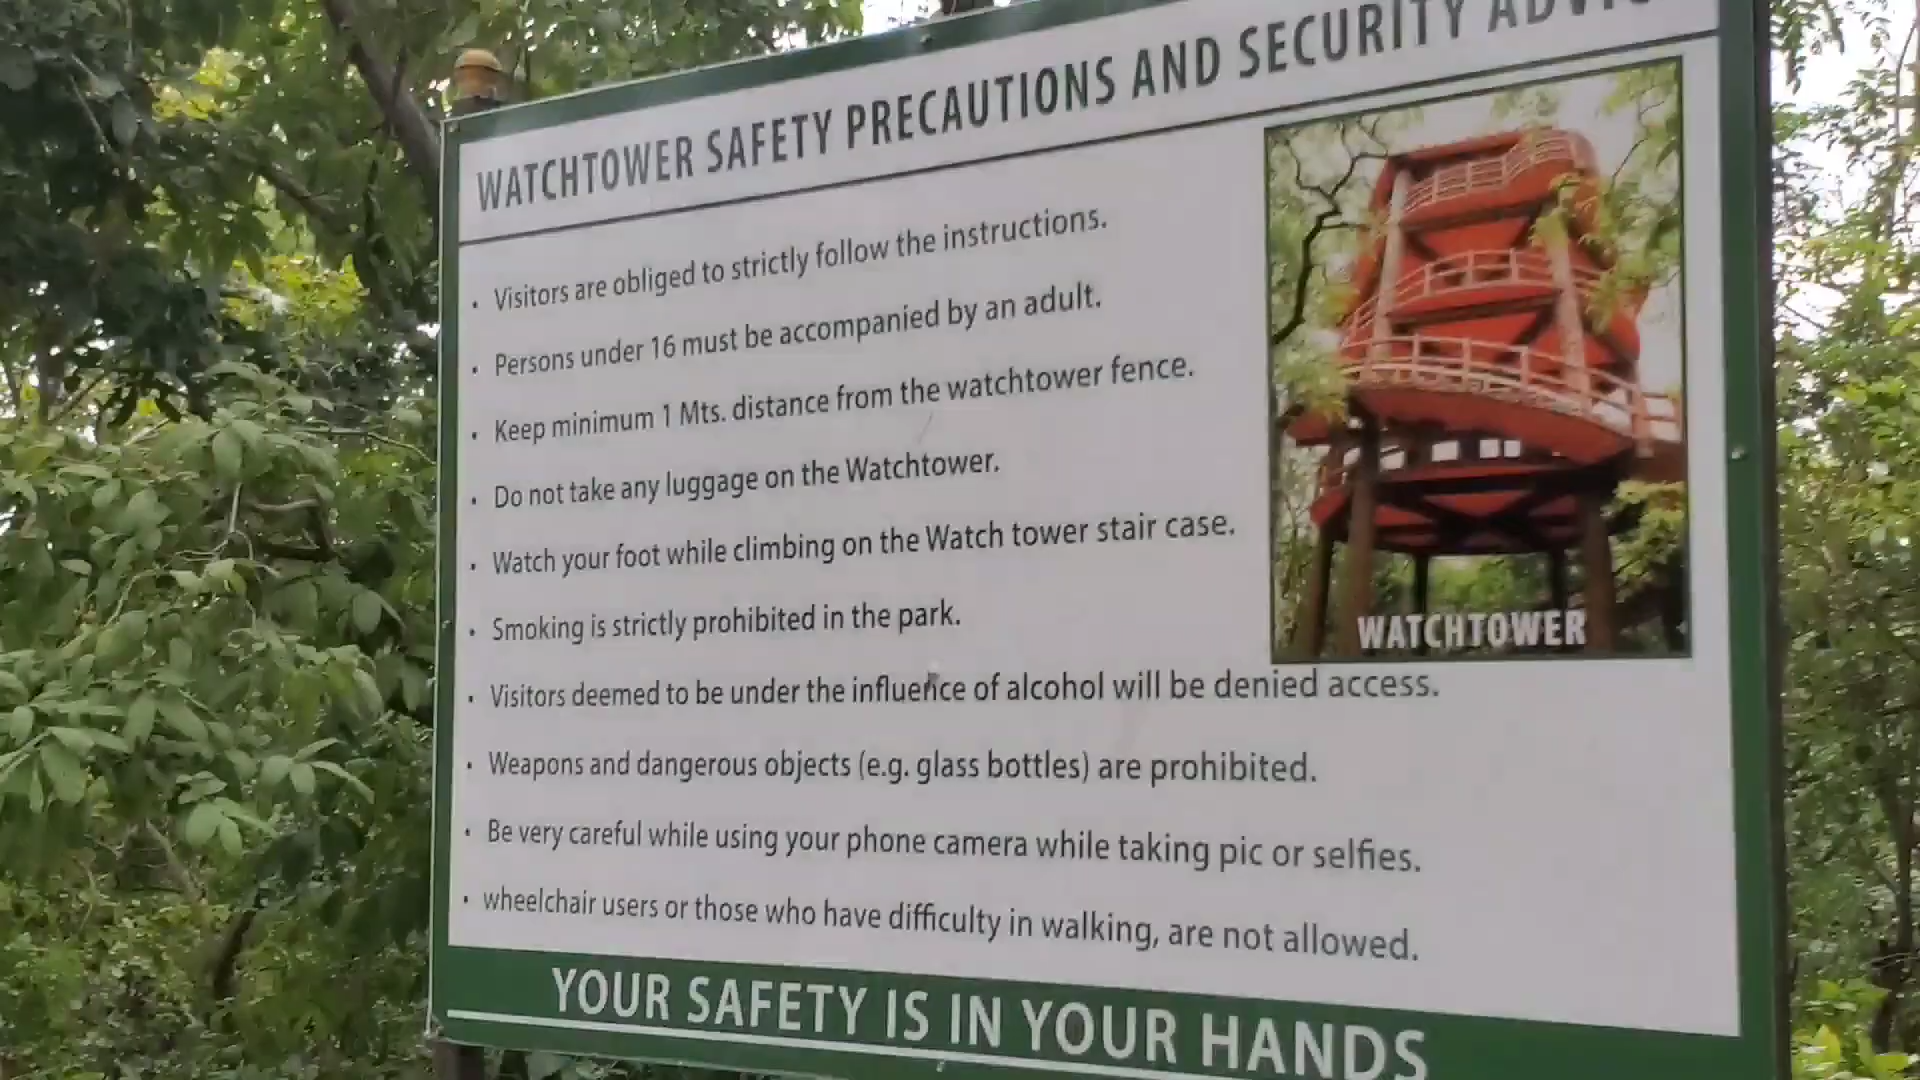 WATCHTOWER SAFETY PRECAUTIONS AND SECURITY
• Visitors are obliged to strictly follow the instructions.
• Persons under 16 must be accompanied by an adult.
• Keep minimum 1 Mts. distance from the watchtower fence.
• Do not take any luggage on the Watchtower.
• Watch your foot while climbing on the Watch tower stair case.
• Smoking is strictly prohibited in the park.
• Visitors deemed to be under the influence of alcohol will be denied access.
• Weapons and dangerous objects (e.g. glass bottles) are prohibited.
• Be very careful while using your phone camera while taking pic or selfies.
• wheelchair users or those who have difficulty in walking, are not allowed.
WATCHTOWER
YOUR SAFETY IS IN YOUR HANDS